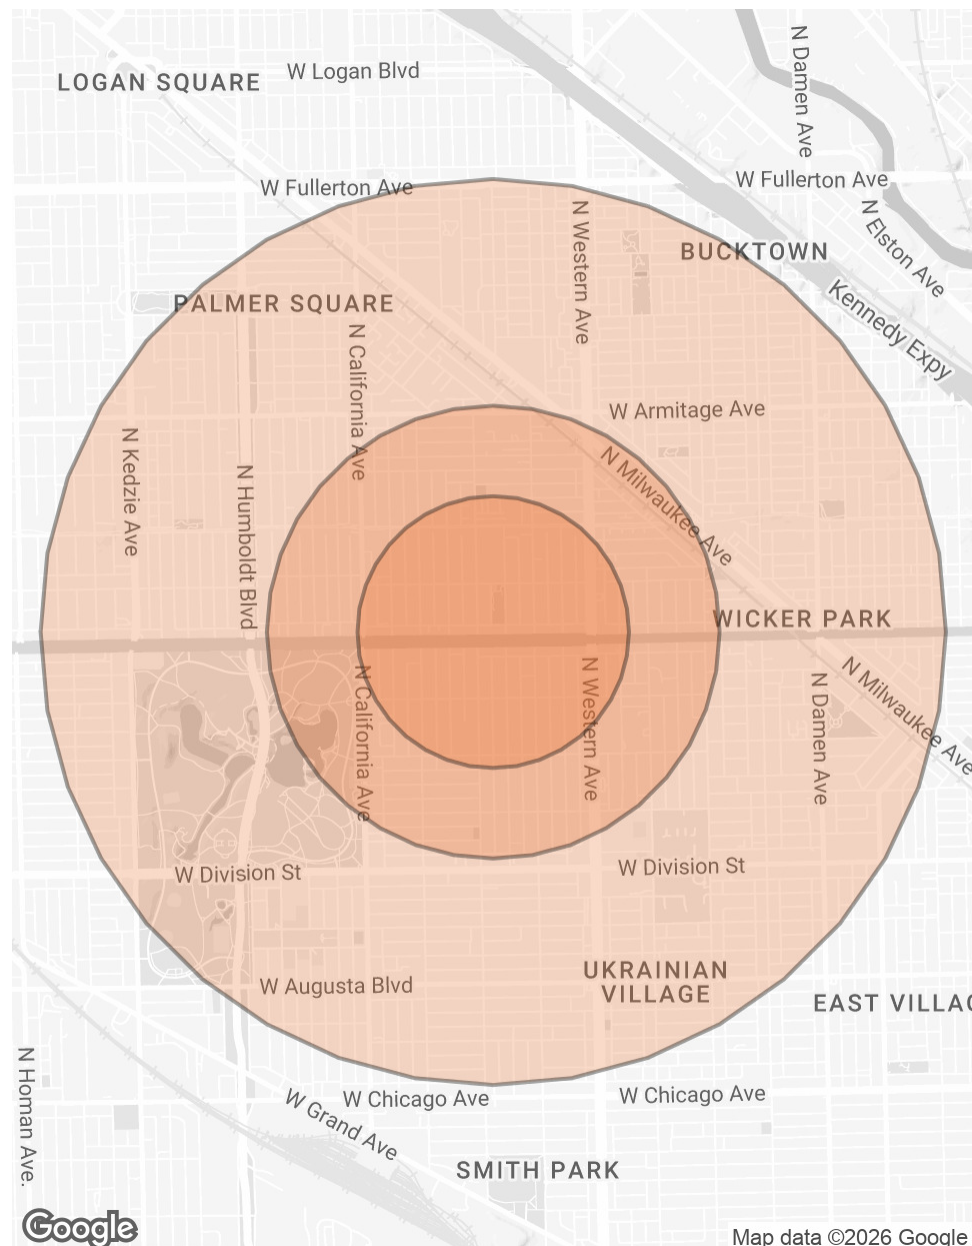 N Damen Ave
W Logan Blvd
LOGAN SQUARE
W Fullerton Ave
W Fullerton Ave
N Western Ave
N Elston Ave
BUCKTOWN
Kennedy Expy
PALMER SQUARE
N California Ave
W Armitage Ave
N Kedzie Ave
N Milwaukee Ave
N Humboldt Blvd
WICKER PARK
N Milwaukee Ave
N Western Ave
N California Ave
N Damen Ave
W Division St
W Division St
UKRAINIAN
VILLAGE
W Augusta Blvd
EAST VILLAG
N Homan Ave.
W Chicago Ave
W Chicago Ave
W Grand Ave
SMITH PARK
Google
Map data ©2026 Google